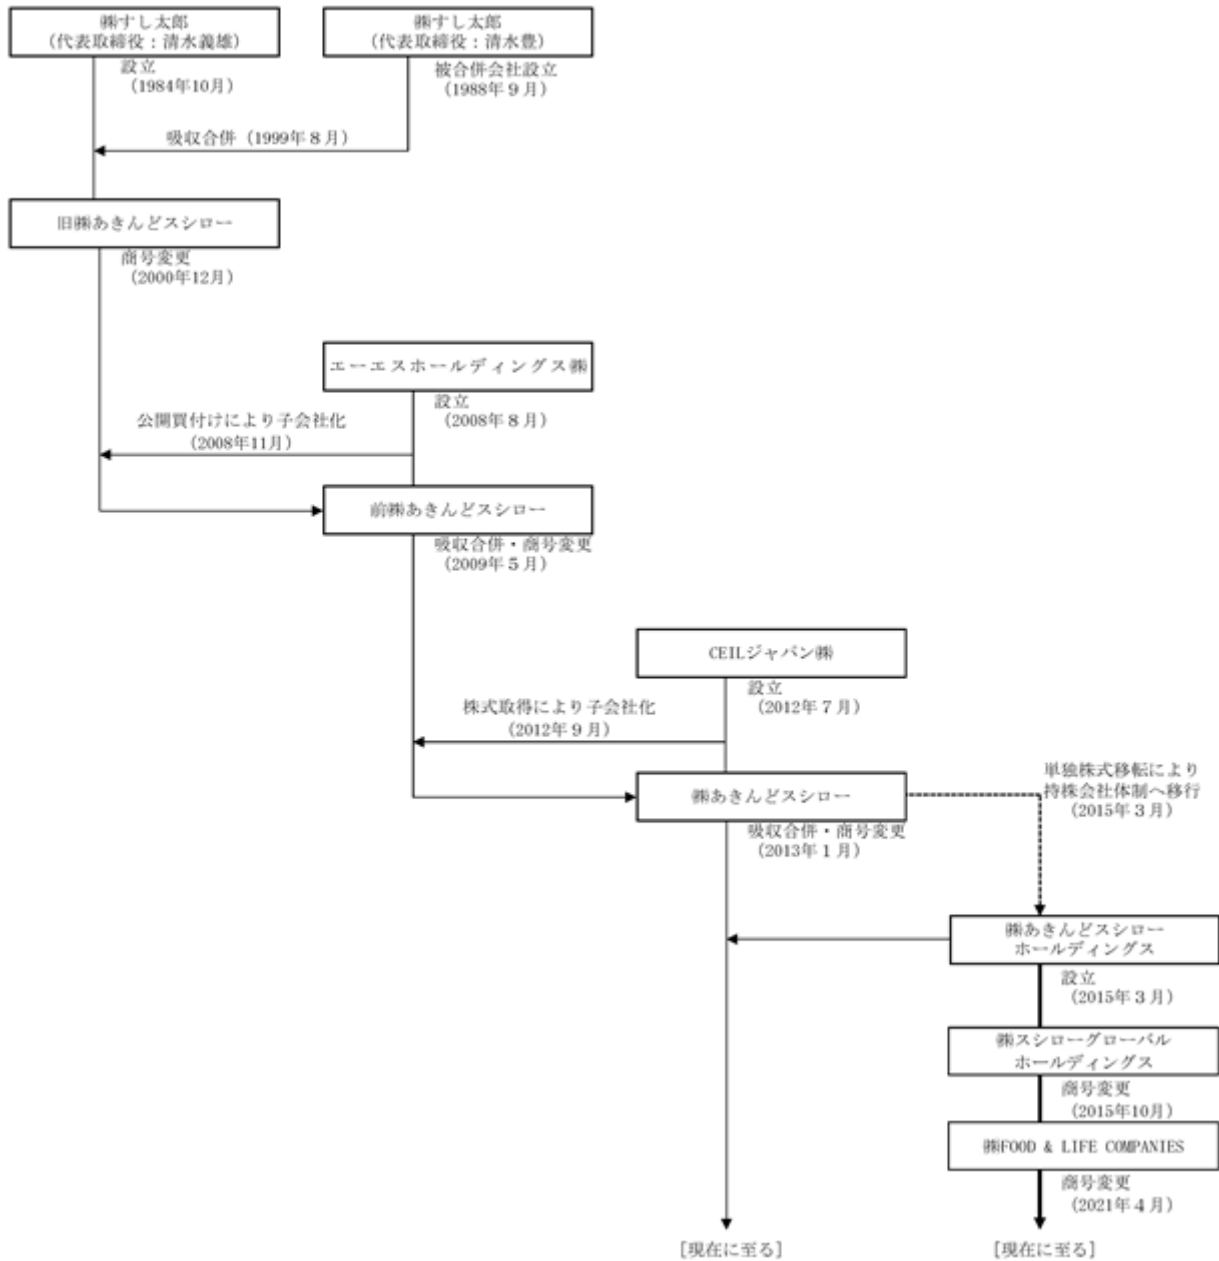 ㈱すし太郎
（代表取締役：清水義雄）
㈱すし太郎
（代表取締役：清水豊）
設立
（1984年10月）
被合併会社設立
（1988年９月）
吸収合併（1999年８月）
旧㈱あきんどスシロー
商号変更
（2000年12月）
エーエスホールディングス㈱
設立
（2008年８月）
公開買付けにより子会社化
（2008年11月）
前㈱あきんどスシロー
吸収合併・商号変更
（2009年５月）
CEILジャパン㈱
設立
（2012年７月）
株式取得により子会社化
（2012年９月）
㈱あきんどスシロー
吸収合併・商号変更
（2013年１月）
単独株式移転により
持株会社体制へ移行
（2015年３月）
㈱あきんどスシロー
ホールディングス
設立
（2015年３月）
㈱スシローグローバル
ホールディングス
商号変更
（2015年10月）
㈱FOOD & LIFE COMPANIES
商号変更
（2021年４月）
[現在に至る]
[現在に至る]